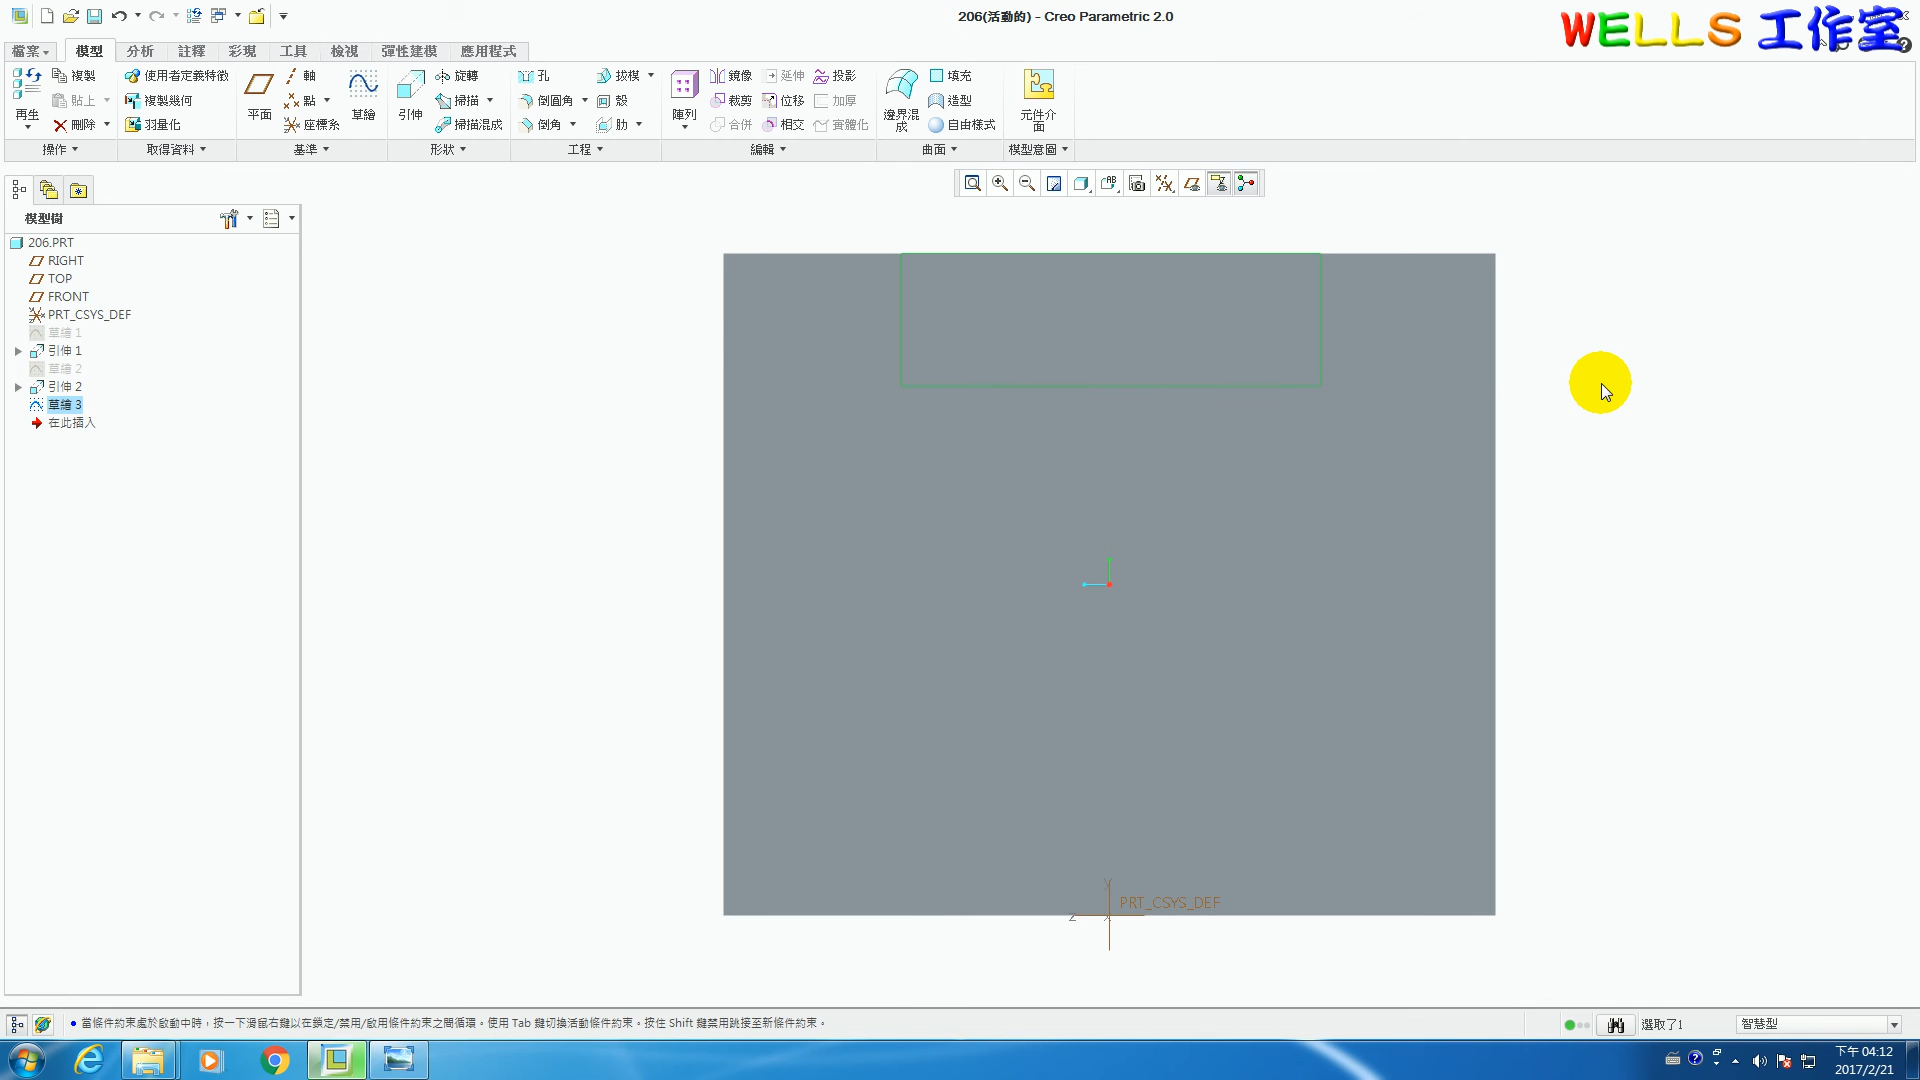 206(活動的) - Creo Parametric 2.0
WELLS 工作室
檔案 模型 分析 註釋 彩現 工具 檢視 彈性建模 應用程式
再生
複製
貼上
刪除
使用者定義特徵
複製幾何
羽量化
平面
軸
點
座標系
草繪
引伸
旋轉
掃描
掃描混成
孔
倒圓角
倒角
拔模
殼
肋
陣列
鏡像 延伸 投影
裁剪 位移 加厚
合併 相交 實體化
邊界混成
填充
造型
自由樣式
元件介面
操作 取得資料 基準 形狀 工程 編輯 曲面 模型意圖
模型樹
206.PRT
RIGHT
TOP
FRONT
PRT_CSYS_DEF
草繪 1
引伸 1
草繪 2
引伸 2
草繪 3
在此插入
Y
PRT_CSYS_DEF
Z
X
當條件約束處於啟動中時，按一下滑鼠右鍵以在鎖定/禁用/啟用條件約束之間循環。使用 Tab 鍵切換活動條件約束。按住 Shift 鍵禁用跳接至新條件約束。
選取了1
智慧型
下午 04:12
2017/2/21